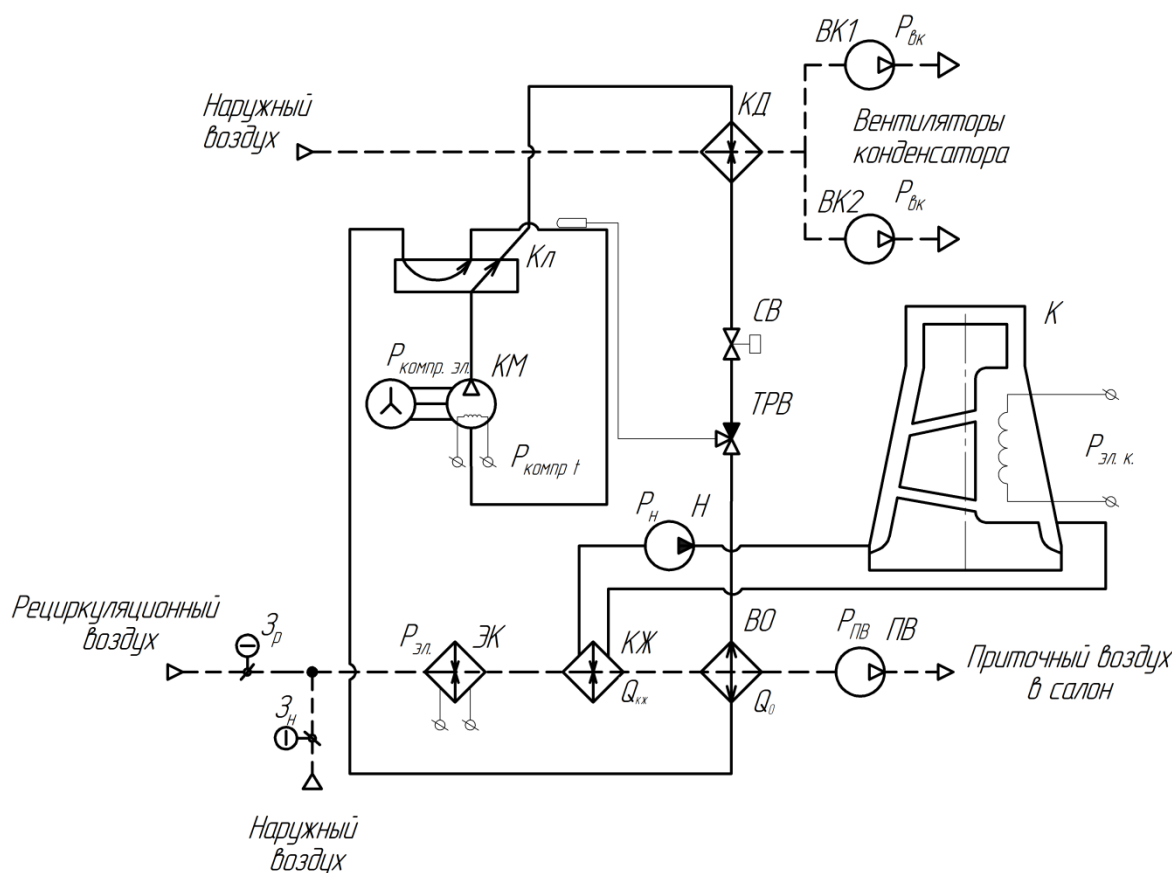 ВК1
Рвк
КД
Наружный
воздух
Вентиляторы
конденсатора
ВК2
Рвк
Кл
СВ
К
Ркомпр. эл.
КМ
ТРВ
Ркомпр t
Рэл. к.
Рн
Н
Рециркуляционный
воздух
Зр
Рэл.
ЭК
КЖ
ВО
РПВ
ПВ
Приточный воздух
в салон
Qкж
Q0
Зн
Наружный
воздух